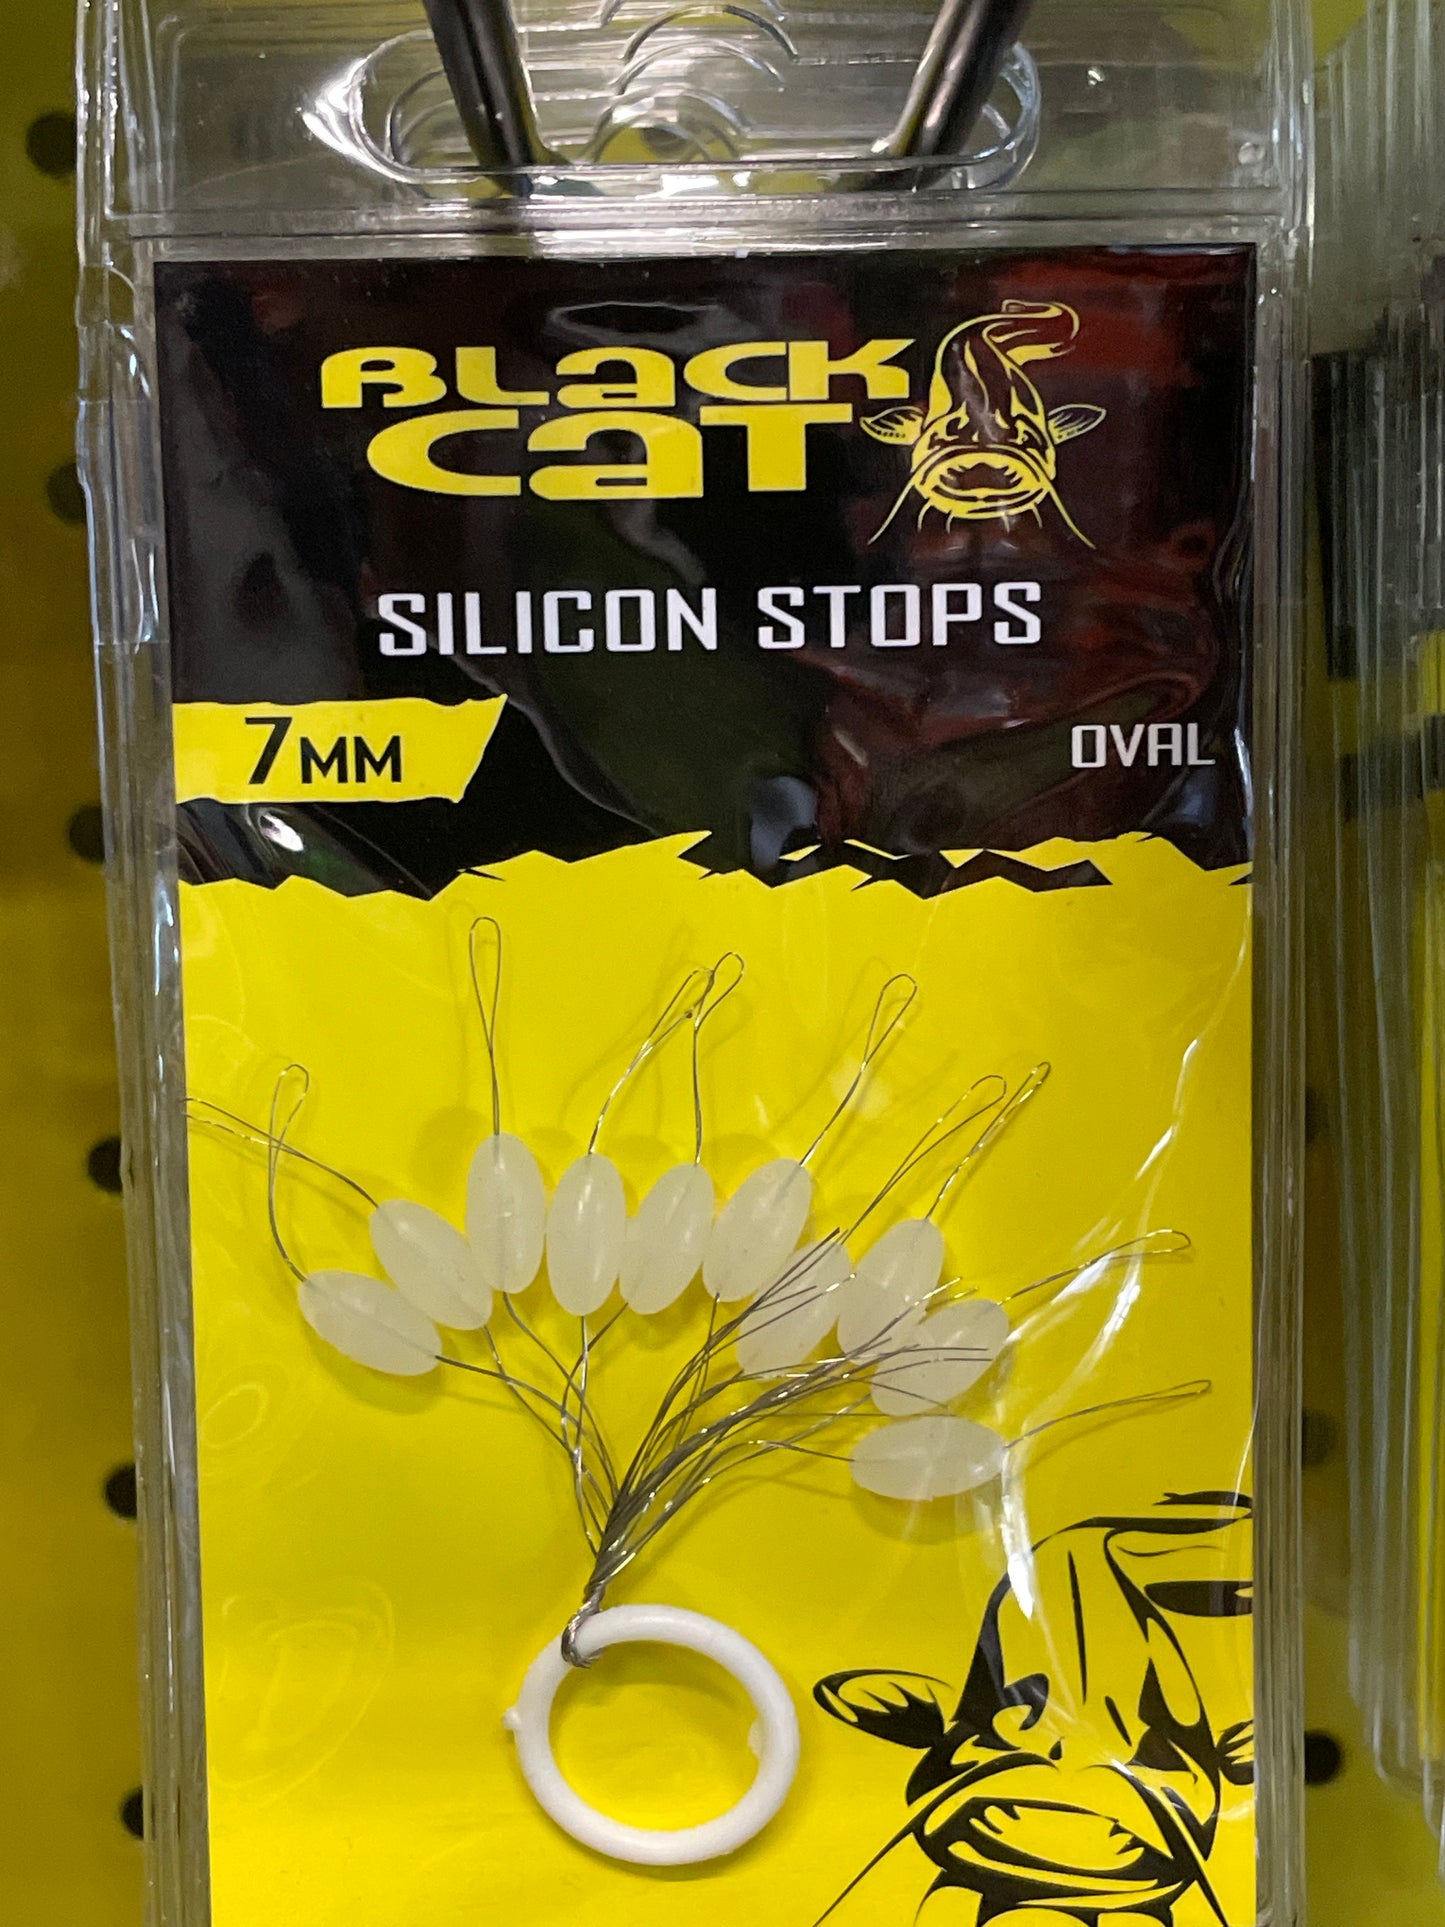 BLACK
CAT
SILICON STOPS
7MM
OVAL